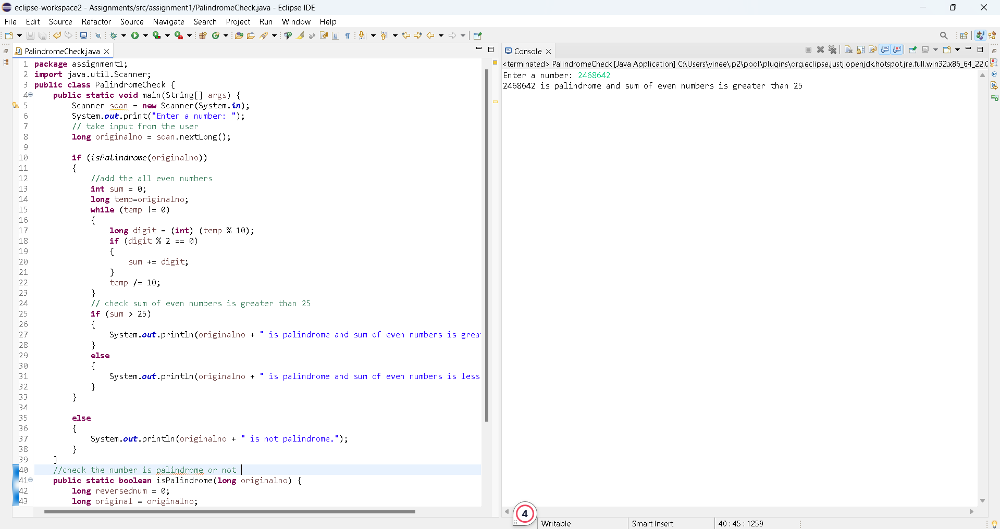 eclipse-workspace2 - Assignments/src/assignment1/PalindromeCheck.java - Eclipse IDE
File Edit Source Refactor Source Navigate Search Project Run Window Help
PalindromeCheck.java
1 package assignment1;
2 import java.util.Scanner;
3 public class PalindromeCheck {
4     public static void main(String[] args) {
5         Scanner scan = new Scanner(System.in);
6         System.out.print("Enter a number: ");
7         // take input from the user
8         long originalno = scan.nextLong();
9
10         if (isPalindrome(originalno))
11         {
12             //add the all even numbers
13             int sum = 0;
14             long temp=originalno;
15             while (temp != 0)
16             {
17                 long digit = (int) (temp % 10);
18                 if (digit % 2 == 0)
19                 {
20                     sum += digit;
21                 }
22                 temp /= 10;
23             }
24             // check sum of even numbers is greater than 25
25             if (sum > 25)
26             {
27                 System.out.println(originalno + " is palindrome and sum of even numbers is grea
28             }
29             else
30             {
31                 System.out.println(originalno + " is palindrome and sum of even numbers is less
32             }
33         }
34
35         else
36         {
37             System.out.println(originalno + " is not palindrome.");
38         }
39     }
40     //check the number is palindrome or not
41     public static boolean isPalindrome(long originalno) {
42         long reversednum = 0;
43         long original = originalno;
Console
<terminated> PalindromeCheck [Java Application] C:\Users\vinee\.p2\pool\plugins\org.eclipse.justj.openjdk.hotspot.jre.full.win32.x86_64_22.0
Enter a number: 2468642
2468642 is palindrome and sum of even numbers is greater than 25
4
Writable
Smart Insert
40 : 45 : 1259